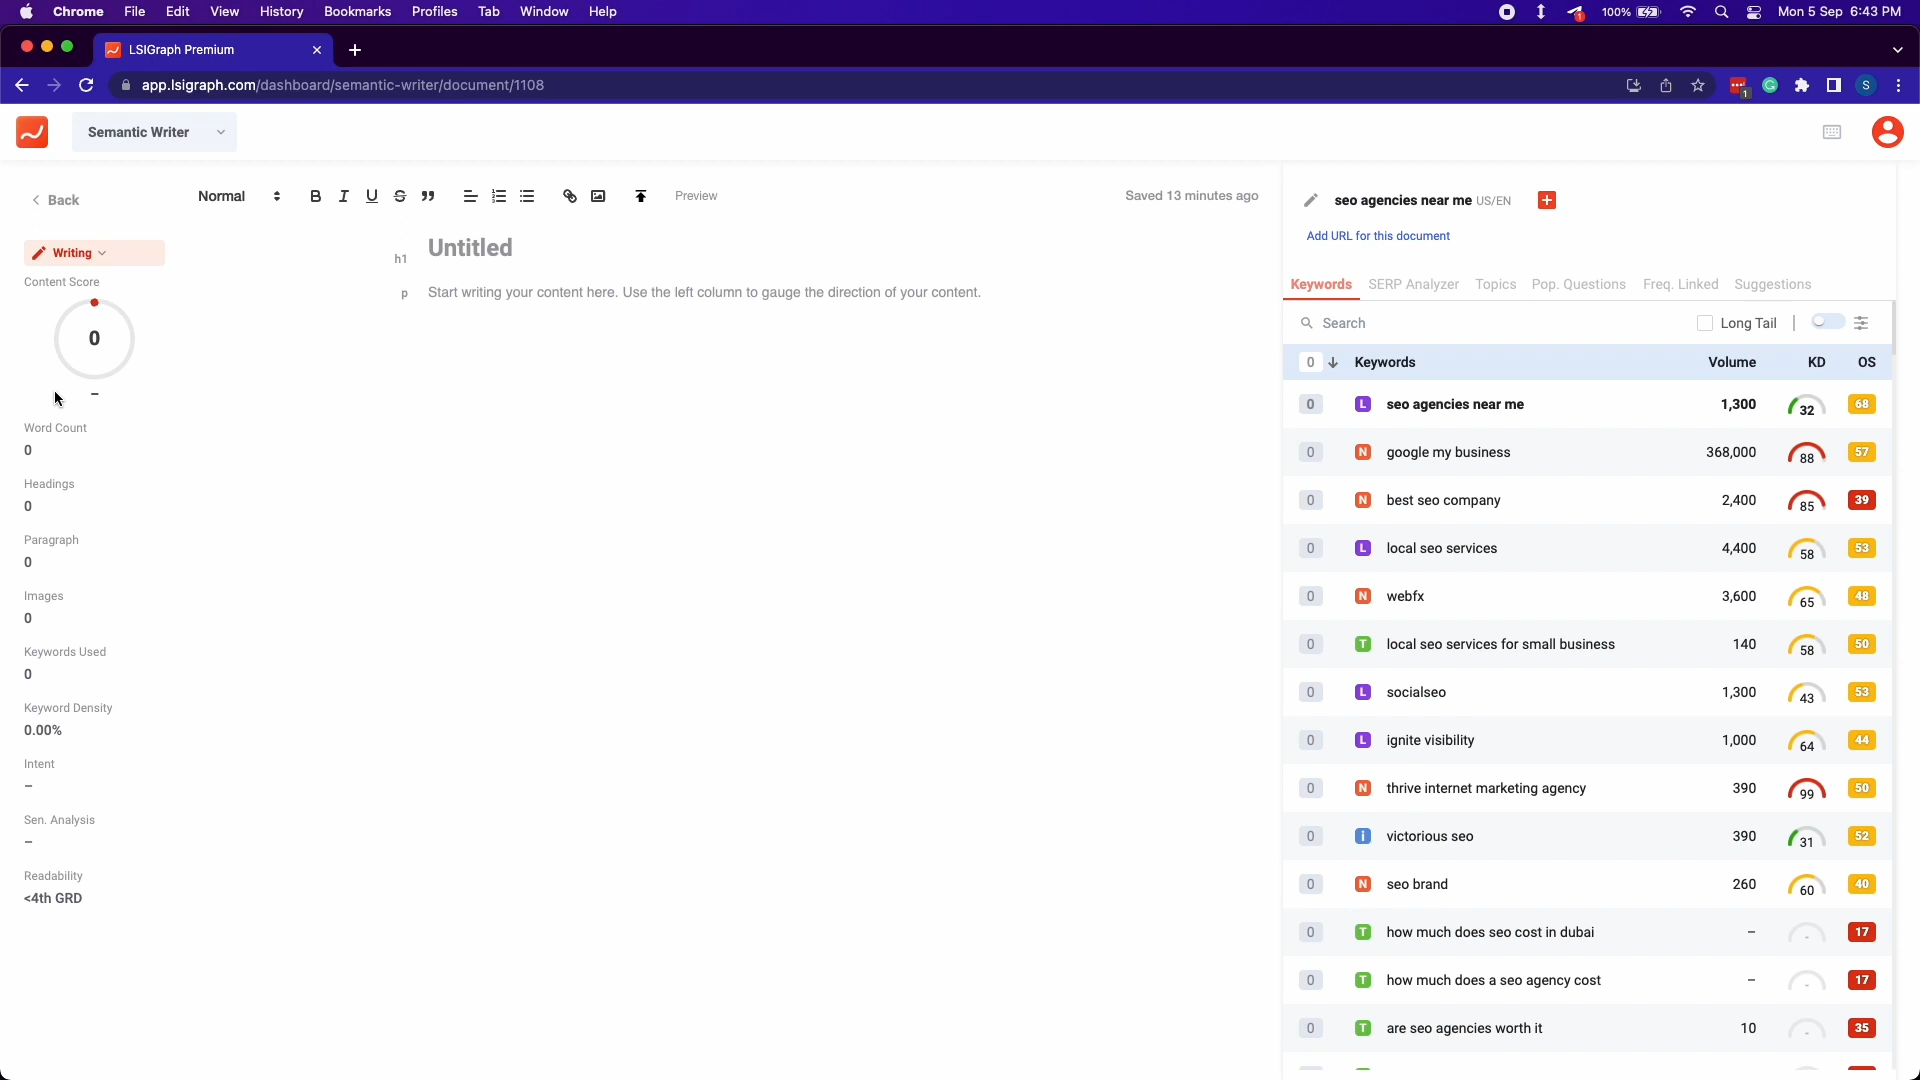 Chrome File Edit View History Bookmarks Profiles Tab Window Help 1 100% Mon 5 Sep 6:43 PM
LSIGraph Premium
app.lsigraph.com/dashboard/semantic-writer/document/1108 1 S
Semantic Writer
Back
Normal B I U S Preview Saved 13 minutes ago
Writing
Content Score
0
–
Word Count
0
Headings
0
Paragraph
0
Images
0
Keywords Used
0
Keyword Density
0.00%
Intent
–
Sen. Analysis
–
Readability
<4th GRD
h1 Untitled
p Start writing your content here. Use the left column to gauge the direction of your content.
seo agencies near me US/EN
Add URL for this document
Keywords SERP Analyzer Topics Pop. Questions Freq. Linked Suggestions
Search Long Tail
0 Keywords Volume KD OS
0 L seo agencies near me 1,300 32 68
0 N google my business 368,000 88 57
0 N best seo company 2,400 85 39
0 L local seo services 4,400 58 53
0 N webfx 3,600 65 48
0 T local seo services for small business 140 58 50
0 L socialseo 1,300 43 53
0 L ignite visibility 1,000 64 44
0 N thrive internet marketing agency 390 99 50
0 i victorious seo 390 31 52
0 N seo brand 260 60 40
0 T how much does seo cost in dubai – - 17
0 T how much does a seo agency cost – - 17
0 T are seo agencies worth it 10 - 35